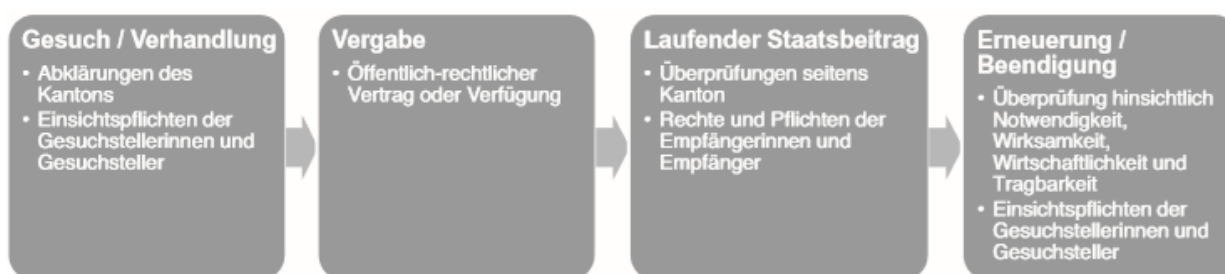 Gesuch / Verhandlung
• Abklärungen des
Kantons
• Einsichtspflichten der
Gesuchstellerinnen und
Gesuchsteller
Vergabe
• Öffentlich-rechtlicher
Vertrag oder Verfügung
Laufender Staatsbeitrag
• Überprüfungen seitens
Kanton
• Rechte und Pflichten der
Empfängerinnen und
Empfänger
Erneuerung /
Beendigung
• Überprüfung hinsichtlich
Notwendigkeit,
Wirksamkeit,
Wirtschaftlichkeit und
Tragbarkeit
• Einsichtspflichten der
Gesuchstellerinnen und
Gesuchsteller